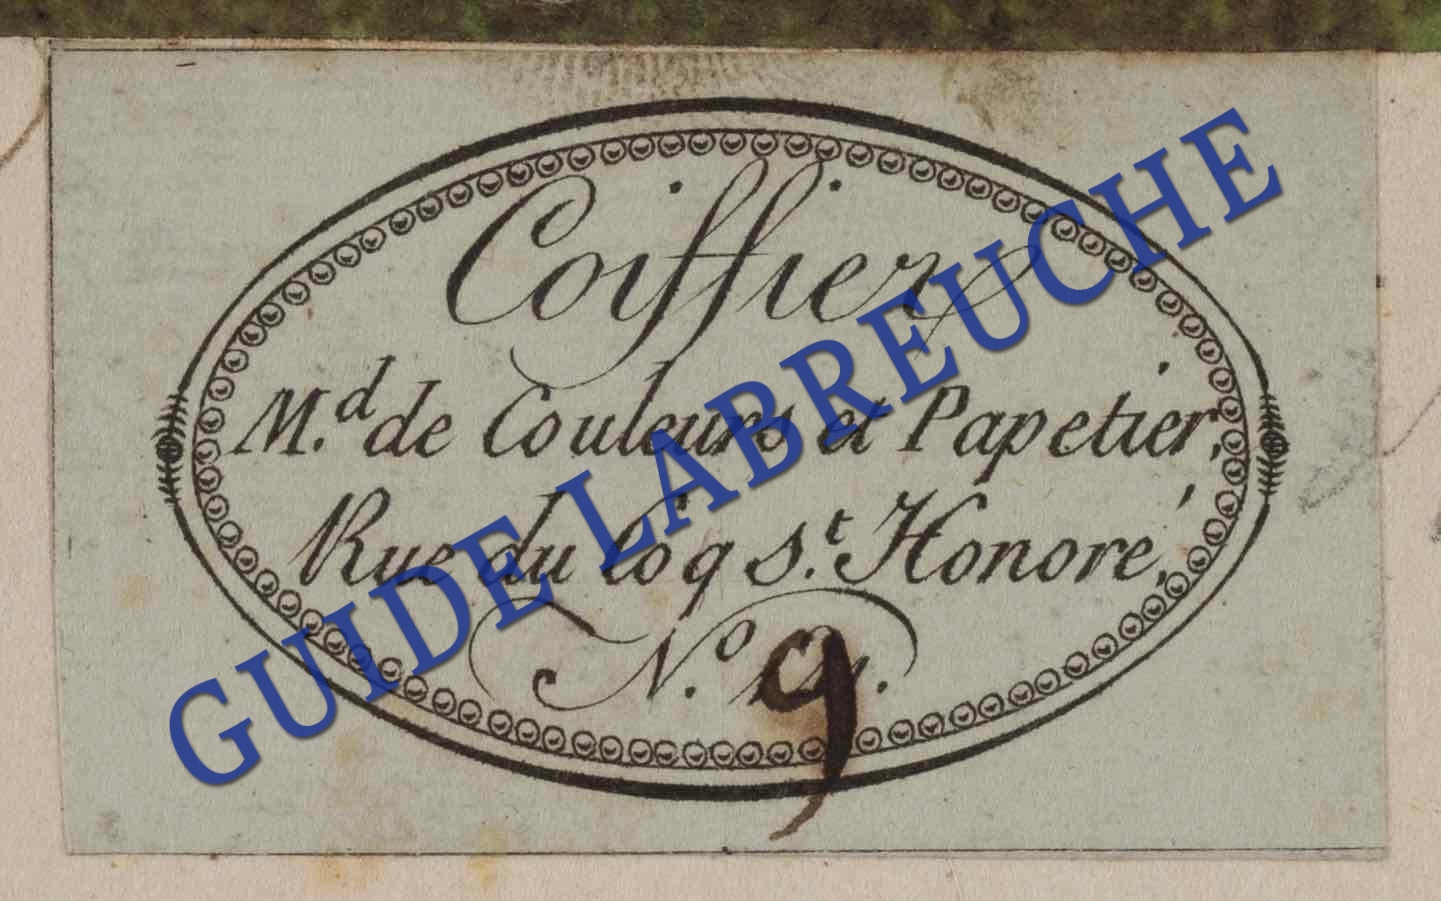 Coiffier
M.d de Couleurs et Papetier,
Rue du Coq S.t Honoré,
N.o 9
GUIDE LABREUCHE